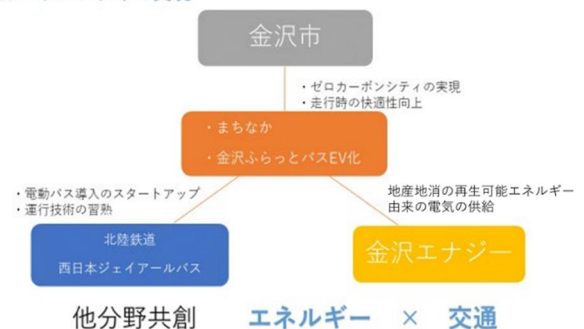 金沢市
・ゼロカーボンシティの実現
・走行時の快適性向上
・まちなか
・金沢ふらっとバスEV化
・電動バス導入のスタートアップ
・運行技術の習熟
地産地消の再生可能エネルギー
由来の電気の供給
北陸鉄道
西日本ジェイアールバス
金沢エナジー
他分野共創 エネルギー × 交通